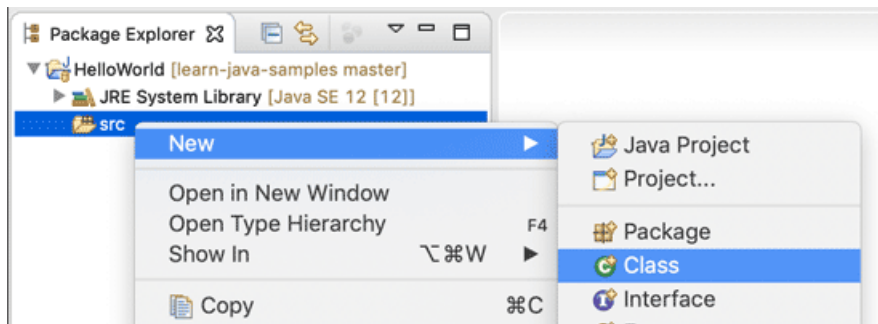 Package Explorer
HelloWorld [learn-java-samples master]
JRE System Library [Java SE 12 [12]]
src
New
Open in New Window
Open Type Hierarchy F4
Show In ⌥⌘W
Copy ⌘C
Java Project
Project...
Package
Class
Interface